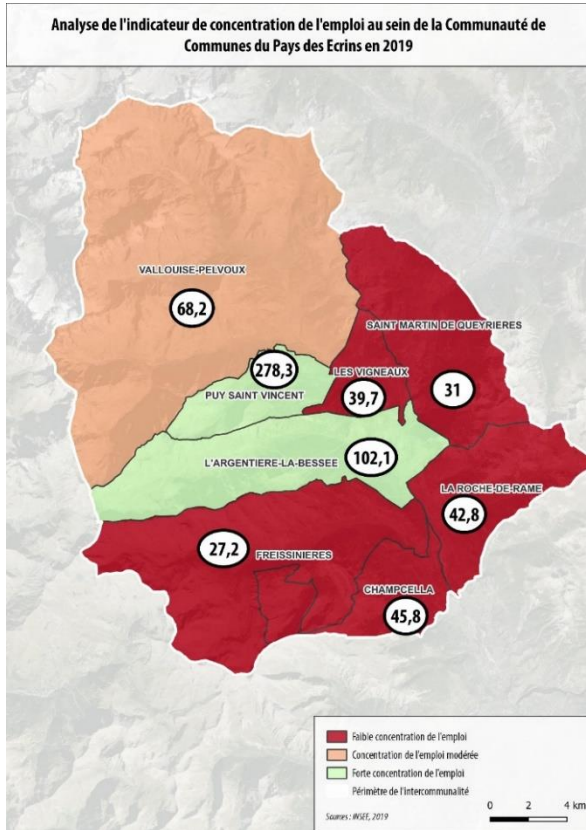 Analyse de l'indicateur de concentration de l'emploi au sein de la Communauté de
Communes du Pays des Ecrins en 2019
VALLOUISE-PELVOUX
68,2
SAINT MARTIN DE QUEYRIERES
31
278,3
PUY SAINT VINCENT
LES VIGNEAUX
39,7
L'ARGENTIERE-LA-BESSEE
102,1
LA ROCHE-DE-RAME
42,8
27,2
FREISSINIERES
CHAMPCELLA
45,8
Faible concentration de l'emploi
Concentration de l'emploi modérée
Forte concentration de l'emploi
Périmètre de l'intercommunalité
Sources : INSEE, 2019
0 2 4 km